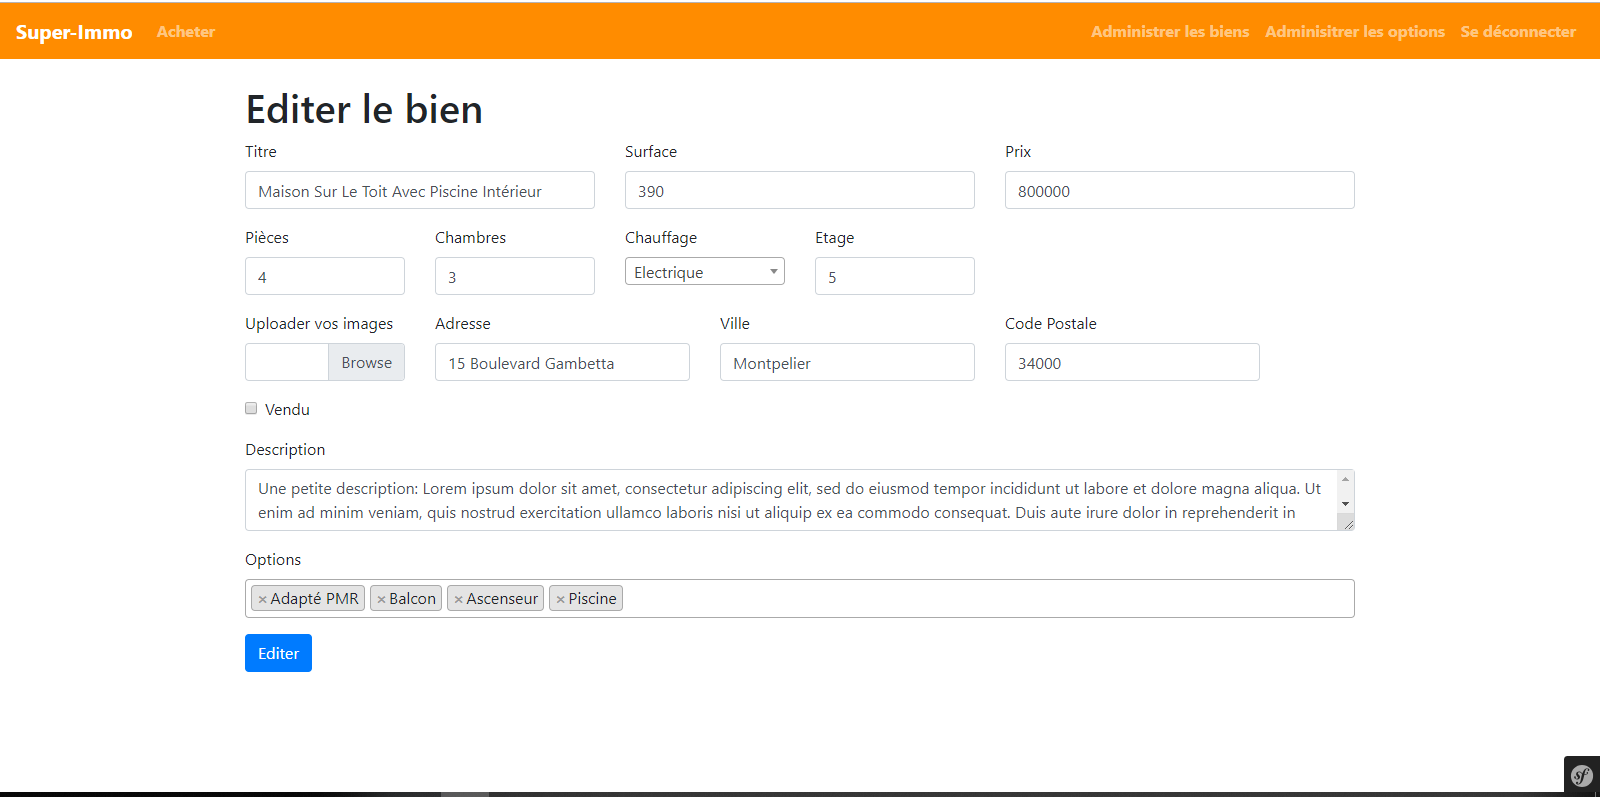 Super-Immo Acheter Administrer les biens Adminisitrer les options Se déconnecter
Editer le bien
Titre Surface Prix
Maison Sur Le Toit Avec Piscine Intérieur 390 800000
Pièces Chambres Chauffage Etage
4 3 Electrique 5
Uploader vos images Adresse Ville Code Postale
Browse 15 Boulevard Gambetta Montpelier 34000
Vendu
Description
Une petite description: Lorem ipsum dolor sit amet, consectetur adipiscing elit, sed do eiusmod tempor incididunt ut labore et dolore magna aliqua. Ut
enim ad minim veniam, quis nostrud exercitation ullamco laboris nisi ut aliquip ex ea commodo consequat. Duis aute irure dolor in reprehenderit in
Options
×Adapté PMR ×Balcon ×Ascenseur ×Piscine
Editer
sf